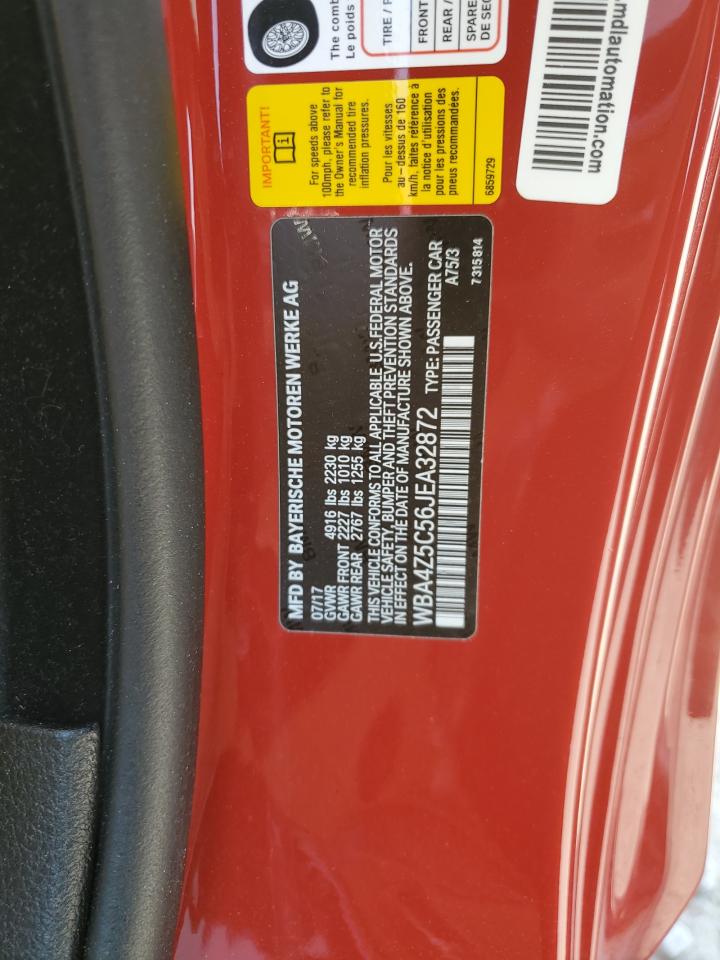 The comb
Le poids
TIRE / P
FRONT
REAR /
SPARE
DE SEC
mdlautomation.com
IMPORTANT!
For speeds above
100mph, please refer to
the Owner's Manual for
recommended tire
inflation pressures.
Pour les vitesses
au-dessus de 160
km/h, faites référence à
la notice d'utilisation
pour les pressions des
pneus recommandées.
6859729
MFD BY BAYERISCHE MOTOREN WERKE AG
07/17
GVWR 4916 lbs 2230 kg
GAWR FRONT 2227 lbs 1010 kg
GAWR REAR 2767 lbs 1255 kg
THIS VEHICLE CONFORMS TO ALL APPLICABLE U.S.FEDERAL MOTOR
VEHICLE SAFETY, BUMPER AND THEFT PREVENTION STANDARDS
IN EFFECT ON THE DATE OF MANUFACTURE SHOWN ABOVE.
WBA4Z5C56JEA32872 TYPE: PASSENGER CAR
A75/3
7315814